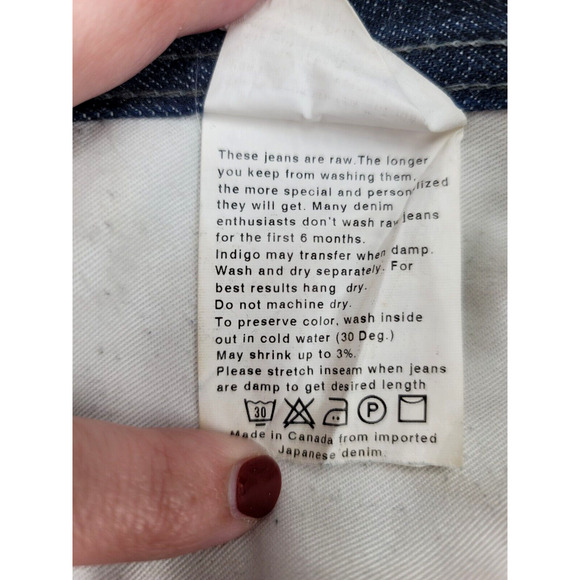 These jeans are raw. The longer
you keep from washing them,
the more special and personalized
they will get. Many denim
enthusiasts don't wash raw jeans
for the first 6 months.
Indigo may transfer when damp.
Wash and dry separately. For
best results hang dry.
Do not machine dry.
To preserve color, wash inside
out in cold water (30 Deg.)
May shrink up to 3%.
Please stretch inseam when jeans
are damp to get desired length
30 P
Made in Canada from imported
Japanese denim.